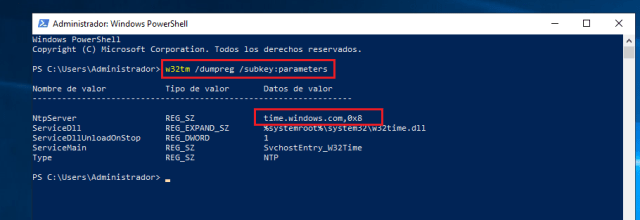 Administrador: Windows PowerShell
Windows PowerShell
Copyright (C) Microsoft Corporation. Todos los derechos reservados.
PS C:\Users\Administrador> w32tm /dumpreg /subkey:parameters
Nombre de valor Tipo de valor Datos de valor
------------------------------------------------------------
NtpServer REG_SZ time.windows.com,0x8
ServiceDll REG_EXPAND_SZ %systemroot%\system32\w32time.dll
ServiceDllUnloadOnStop REG_DWORD 1
ServiceMain REG_SZ SvchostEntry_W32Time
Type REG_SZ NTP
PS C:\Users\Administrador> _